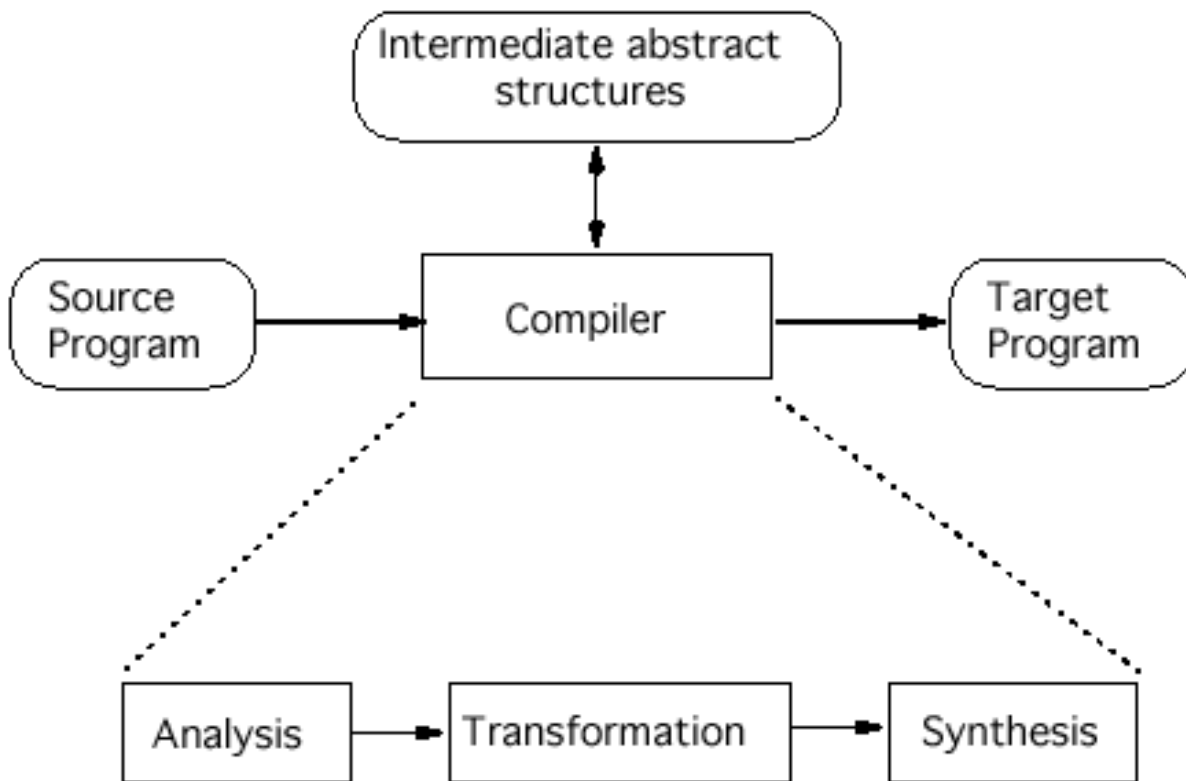 Intermediate abstract
structures
Source
Program
Compiler
Target
Program
Analysis
Transformation
Synthesis